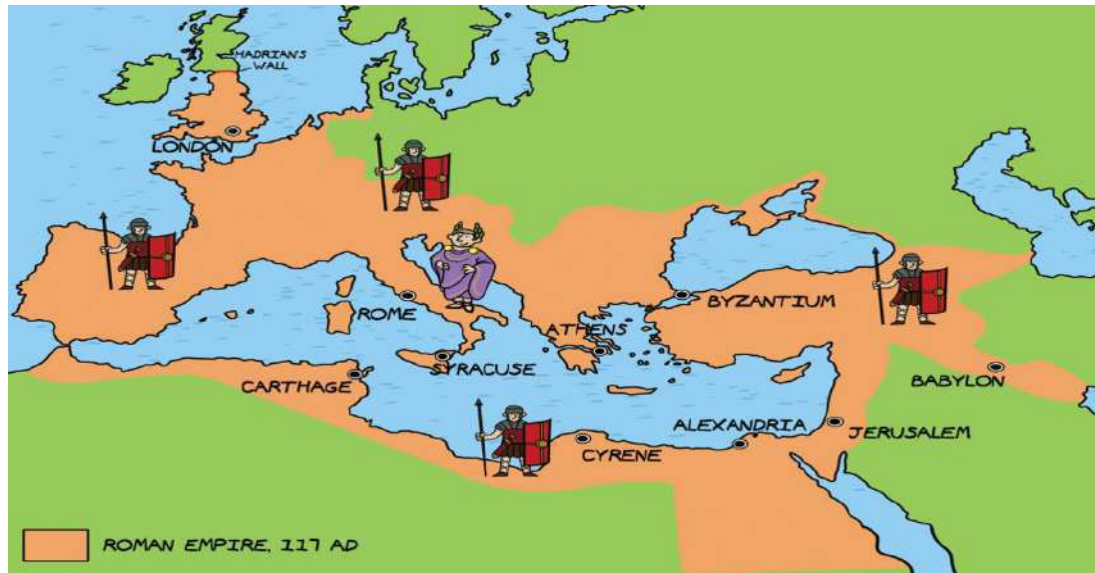 HADRIAN'S
WALL
LONDON
ROME
BYZANTIUM
ATHENS
SYRACUSE
CARTHAGE
BABYLON
ALEXANDRIA
JERUSALEM
CYRENE
ROMAN EMPIRE, 117 AD